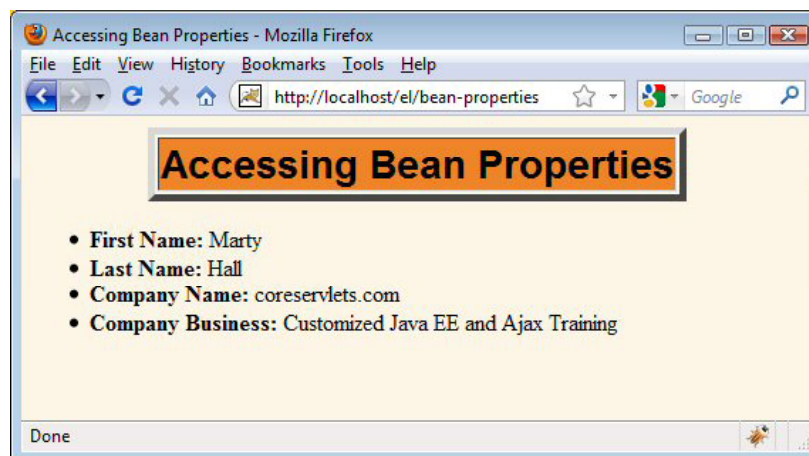 Accessing Bean Properties - Mozilla Firefox
File Edit View History Bookmarks Tools Help
http://localhost/el/bean-properties
Google
Accessing Bean Properties
First Name: Marty
Last Name: Hall
Company Name: coreservlets.com
Company Business: Customized Java EE and Ajax Training
Done